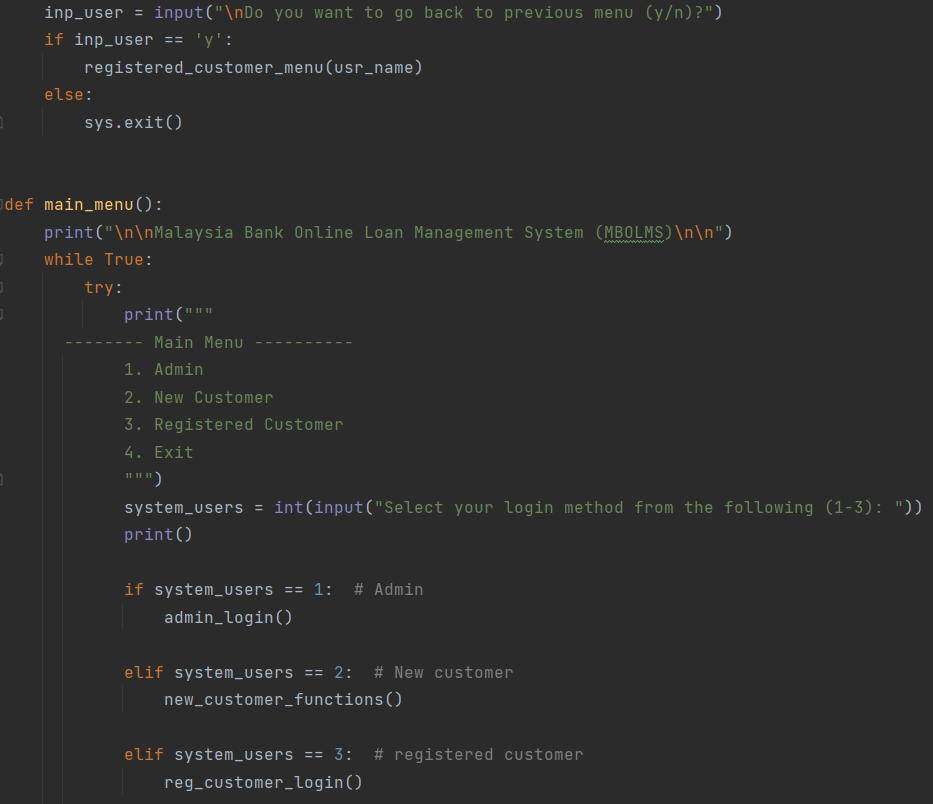 inp_user = input("\nDo you want to go back to previous menu (y/n)?")
if inp_user == 'y':
registered_customer_menu(usr_name)
else:
sys.exit()
def main_menu():
print("\n\nMalaysia Bank Online Loan Management System (MBOLMS)\n\n")
while True:
try:
print("""
-------- Main Menu ----------
1. Admin
2. New Customer
3. Registered Customer
4. Exit
""")
system_users = int(input("Select your login method from the following (1-3): "))
print()
if system_users == 1:  # Admin
admin_login()
elif system_users == 2:  # New customer
new_customer_functions()
elif system_users == 3:  # registered customer
reg_customer_login()